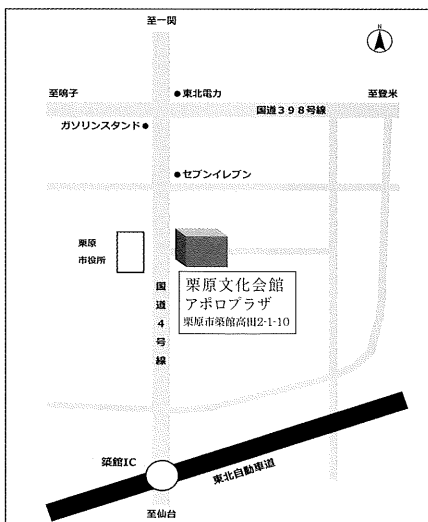 至一関
N
至鳴子
●東北電力
至登米
国道398号線
ガソリンスタンド●
●セブンイレブン
栗原
市役所
栗原文化会館
アポロプラザ
栗原市築館高田2-1-10
国道4号線
築館IC
東北自動車道
至仙台